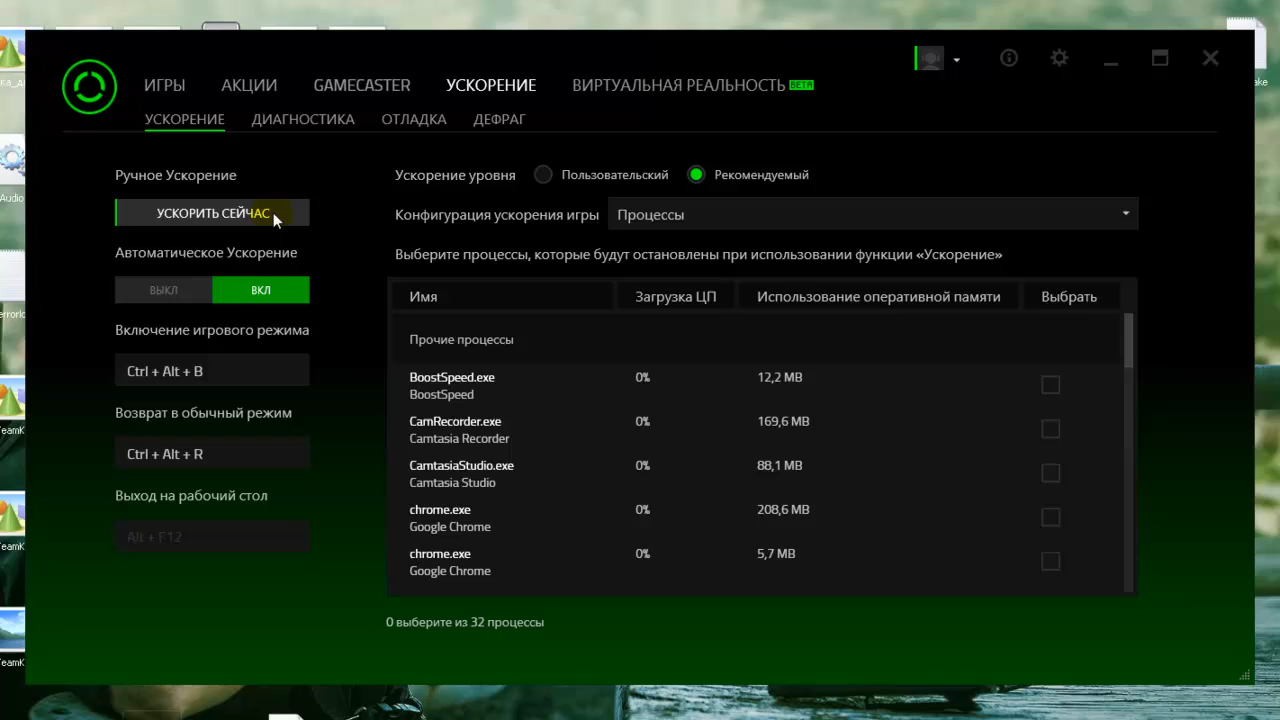 ИГРЫ АКЦИИ GAMECASTER УСКОРЕНИЕ ВИРТУАЛЬНАЯ РЕАЛЬНОСТЬ BETA
УСКОРЕНИЕ ДИАГНОСТИКА ОТЛАДКА ДЕФРАГ
Ручное Ускорение
УСКОРИТЬ СЕЙЧАС
Автоматическое Ускорение
ВЫКЛ ВКЛ
Включение игрового режима
Ctrl + Alt + B
Возврат в обычный режим
Ctrl + Alt + R
Выход на рабочий стол
Alt + F12
Ускорение уровня Пользовательский Рекомендуемый
Конфигурация ускорения игры Процессы
Выберите процессы, которые будут остановлены при использовании функции «Ускорение»
Имя Загрузка ЦП Использование оперативной памяти Выбрать
Прочие процессы
BoostSpeed.exe 0% 12,2 MB
BoostSpeed
CamRecorder.exe 0% 169,6 MB
Camtasia Recorder
CamtasiaStudio.exe 0% 88,1 MB
Camtasia Studio
chrome.exe 0% 208,6 MB
Google Chrome
chrome.exe 0% 5,7 MB
Google Chrome
0 выберите из 32 процессы
Audio
TeamK
TeamK
TeamK